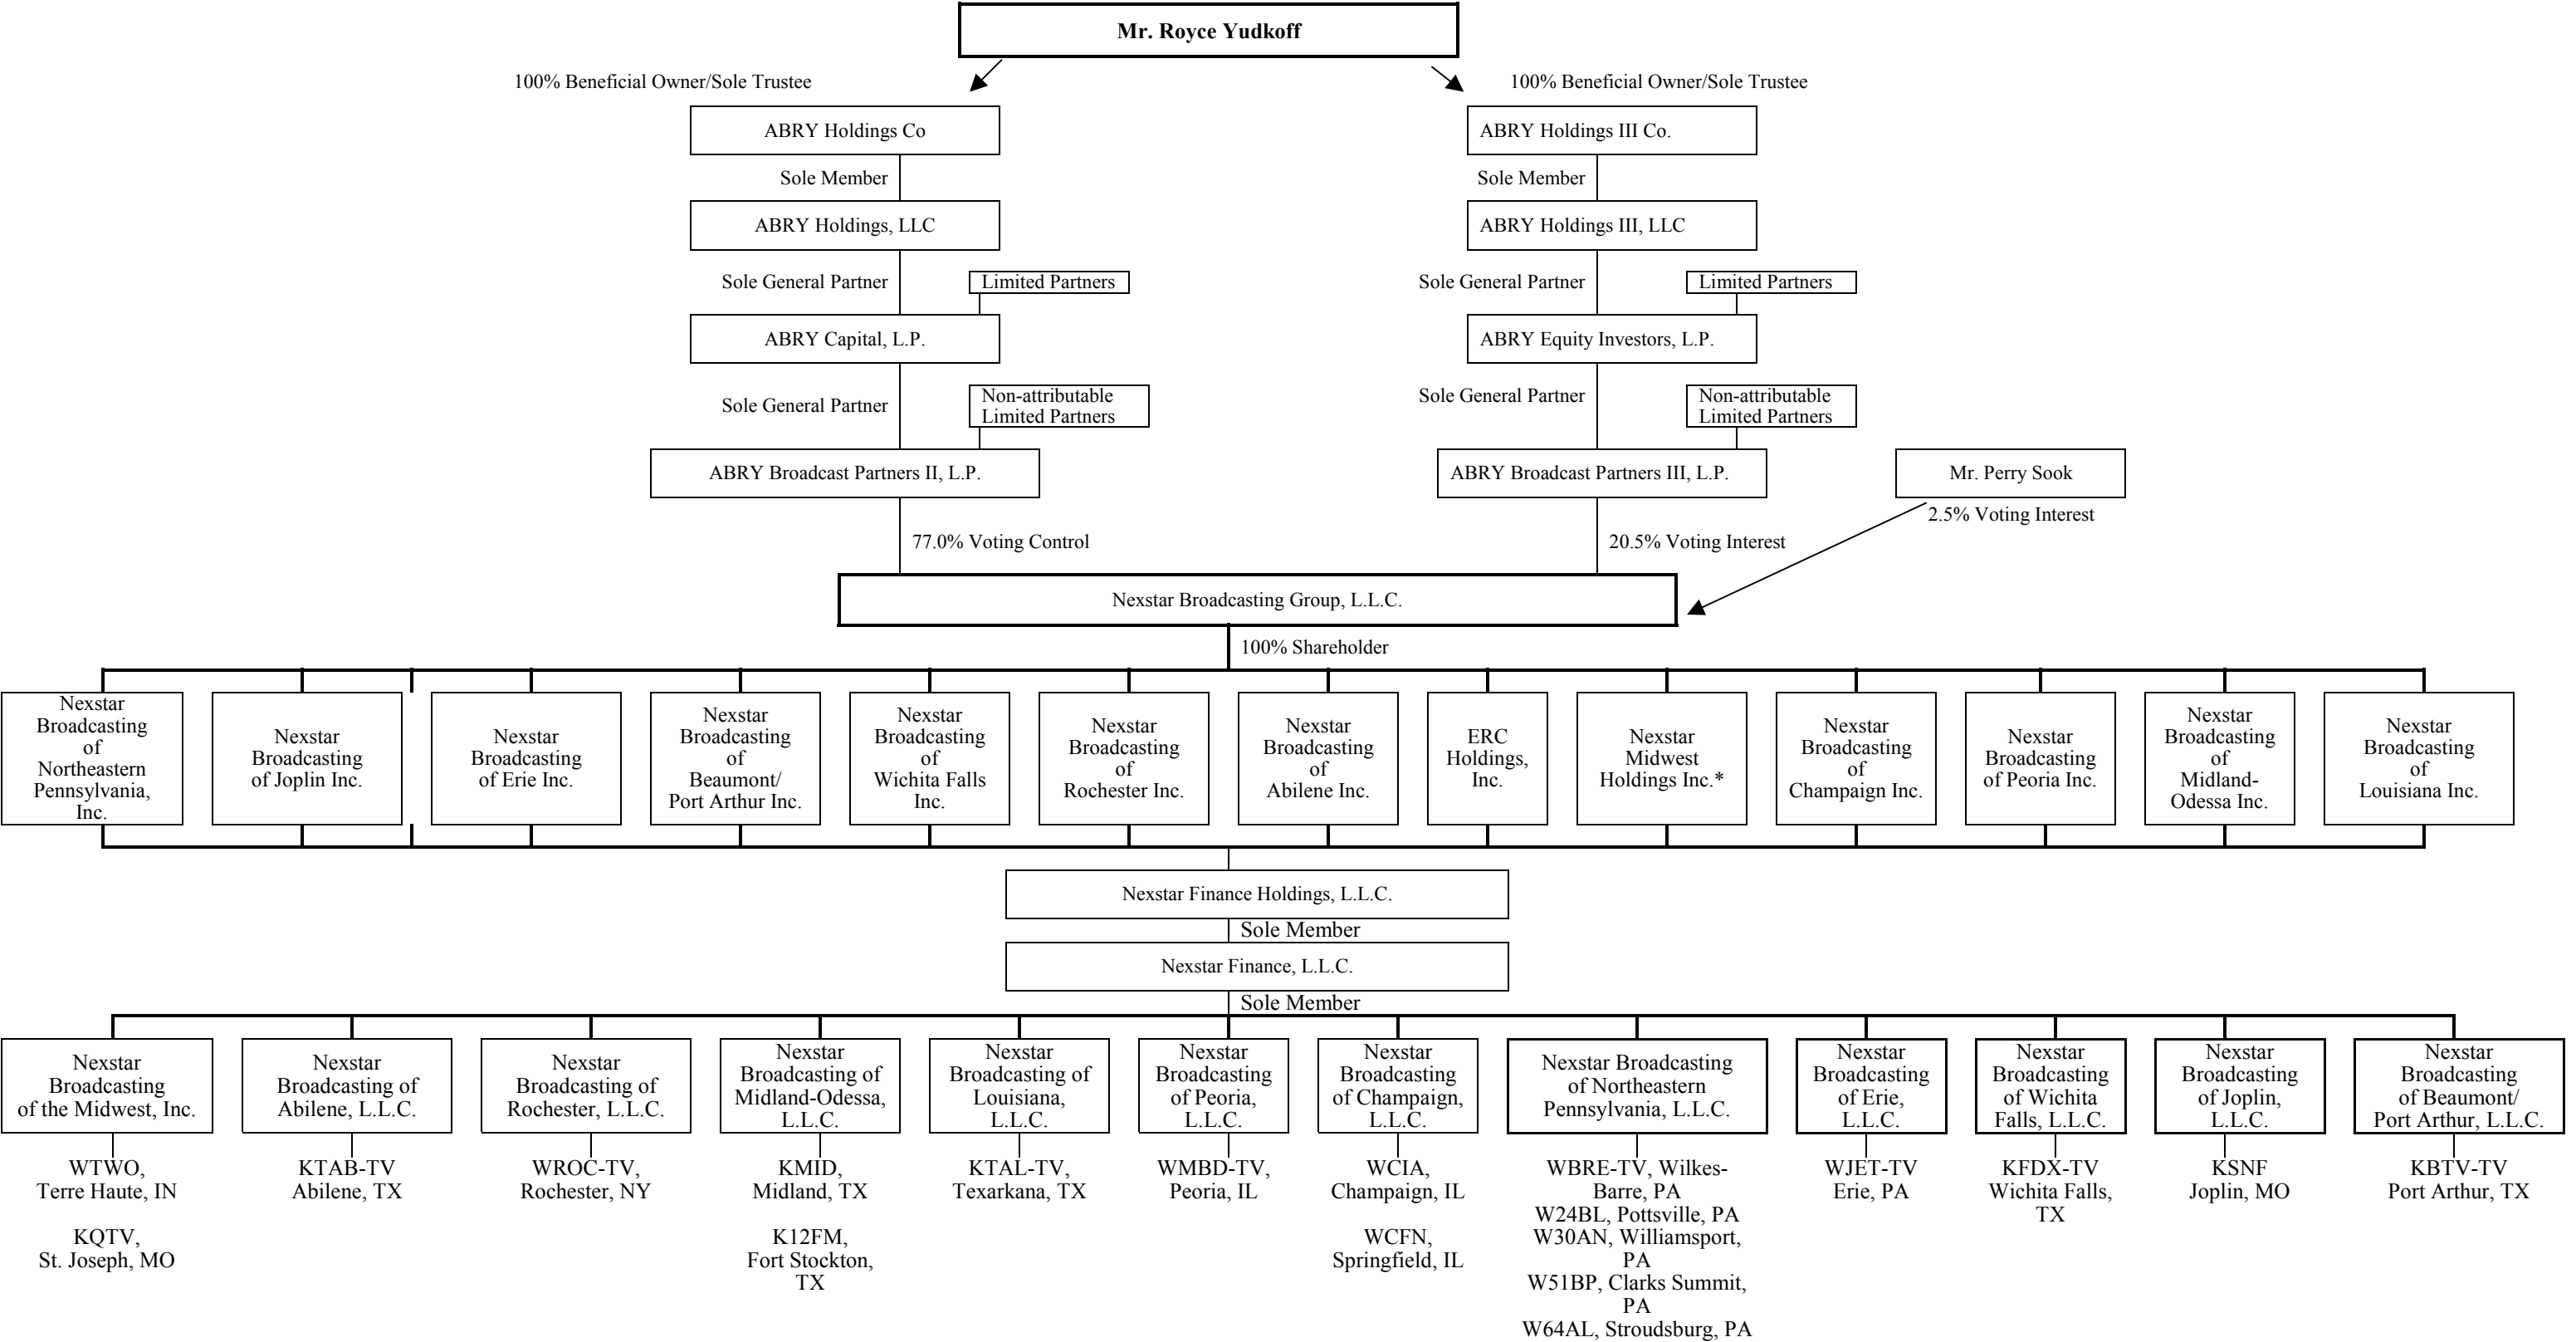 Mr. Royce Yudkoff
100% Beneficial Owner/Sole Trustee
100% Beneficial Owner/Sole Trustee
ABRY Holdings Co
ABRY Holdings III Co.
Sole Member
Sole Member
ABRY Holdings, LLC
ABRY Holdings III, LLC
Sole General Partner
Limited Partners
Sole General Partner
Limited Partners
ABRY Capital, L.P.
ABRY Equity Investors, L.P.
Sole General Partner
Non-attributable
Limited Partners
Sole General Partner
Non-attributable
Limited Partners
ABRY Broadcast Partners II, L.P.
ABRY Broadcast Partners III, L.P.
Mr. Perry Sook
2.5% Voting Interest
77.0% Voting Control
20.5% Voting Interest
Nexstar Broadcasting Group, L.L.C.
100% Shareholder
Nexstar
Broadcasting
of
Northeastern
Pennsylvania,
Inc.
Nexstar
Broadcasting
of Joplin Inc.
Nexstar
Broadcasting
of Erie Inc.
Nexstar
Broadcasting
of
Beaumont/
Port Arthur Inc.
Nexstar
Broadcasting
of
Wichita Falls
Inc.
Nexstar
Broadcasting
of
Rochester Inc.
Nexstar
Broadcasting
of
Abilene Inc.
ERC
Holdings,
Inc.
Nexstar
Midwest
Holdings Inc.*
Nexstar
Broadcasting
of
Champaign Inc.
Nexstar
Broadcasting
of Peoria Inc.
Nexstar
Broadcasting
of
Midland-
Odessa Inc.
Nexstar
Broadcasting
of
Louisiana Inc.
Nexstar Finance Holdings, L.L.C.
Sole Member
Nexstar Finance, L.L.C.
Sole Member
Nexstar
Broadcasting
of the Midwest, Inc.
Nexstar
Broadcasting of
Abilene, L.L.C.
Nexstar
Broadcasting of
Rochester, L.L.C.
Nexstar
Broadcasting of
Midland-Odessa,
L.L.C.
Nexstar
Broadcasting of
Louisiana,
L.L.C.
Nexstar
Broadcasting
of Peoria,
L.L.C.
Nexstar
Broadcasting
of Champaign,
L.L.C.
Nexstar Broadcasting
of Northeastern
Pennsylvania, L.L.C.
Nexstar
Broadcasting
of Erie,
L.L.C.
Nexstar
Broadcasting
of Wichita
Falls, L.L.C.
Nexstar
Broadcasting
of Joplin,
L.L.C.
Nexstar
Broadcasting
of Beaumont/
Port Arthur, L.L.C.
WTWO,
Terre Haute, IN
KQTV,
St. Joseph, MO
KTAB-TV
Abilene, TX
WROC-TV,
Rochester, NY
KMID,
Midland, TX
K12FM,
Fort Stockton,
TX
KTAL-TV,
Texarkana, TX
WMBD-TV,
Peoria, IL
WCIA,
Champaign, IL
WCFN,
Springfield, IL
WBRE-TV, Wilkes-
Barre, PA
W24BL, Pottsville, PA
W30AN, Williamsport,
PA
W51BP, Clarks Summit,
PA
W64AL, Stroudsburg, PA
WJET-TV
Erie, PA
KFDX-TV
Wichita Falls,
TX
KSNF
Joplin, MO
KBTV-TV
Port Arthur, TX